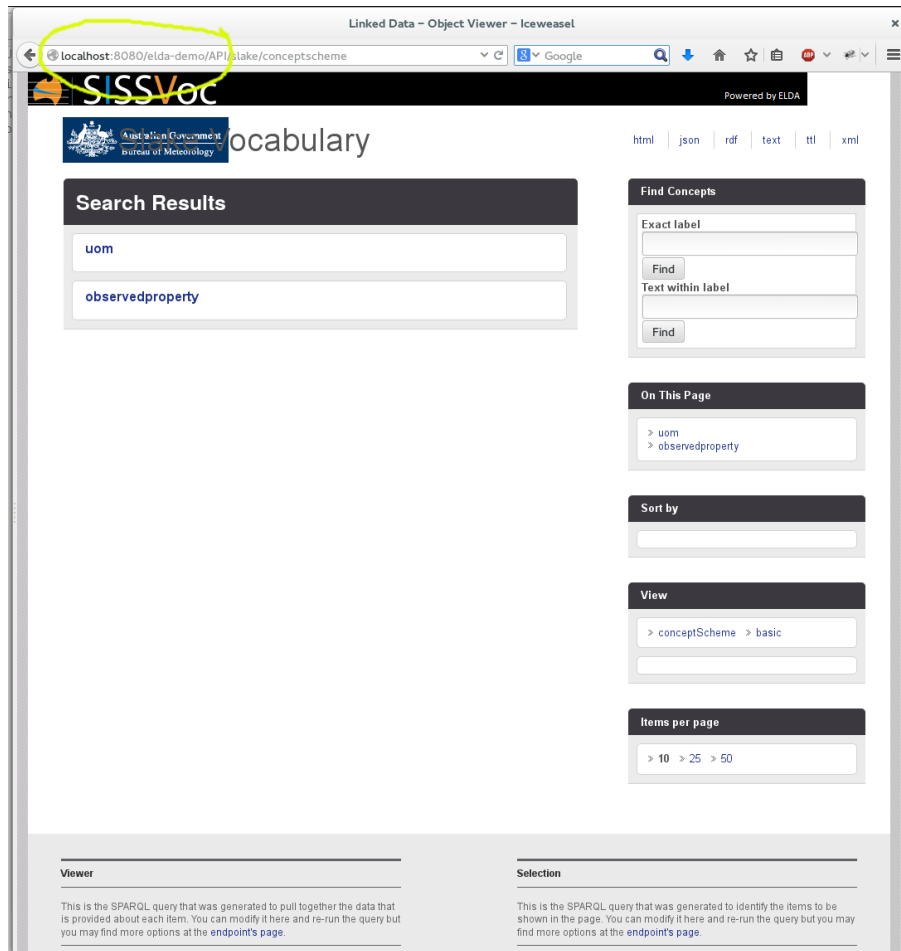 Linked Data – Object Viewer – Iceweasel
localhost:8080/elda-demo/API/slake/conceptscheme
Google
SISSVoc
Powered by ELDA
Australian Government
Bureau of Meteorology
Slake Vocabulary
html json rdf text ttl xml
Search Results
uom
observedproperty
Find Concepts
Exact label
Find
Text within label
Find
On This Page
» uom
» observedproperty
Sort by
View
» conceptScheme » basic
Items per page
» 10 » 25 » 50
Viewer
This is the SPARQL query that was generated to pull together the data that
is provided about each item. You can modify it here and re-run the query but
you may find more options at the endpoint's page.
Selection
This is the SPARQL query that was generated to identify the items to be
shown in the page. You can modify it here and re-run the query but you may
find more options at the endpoint's page.